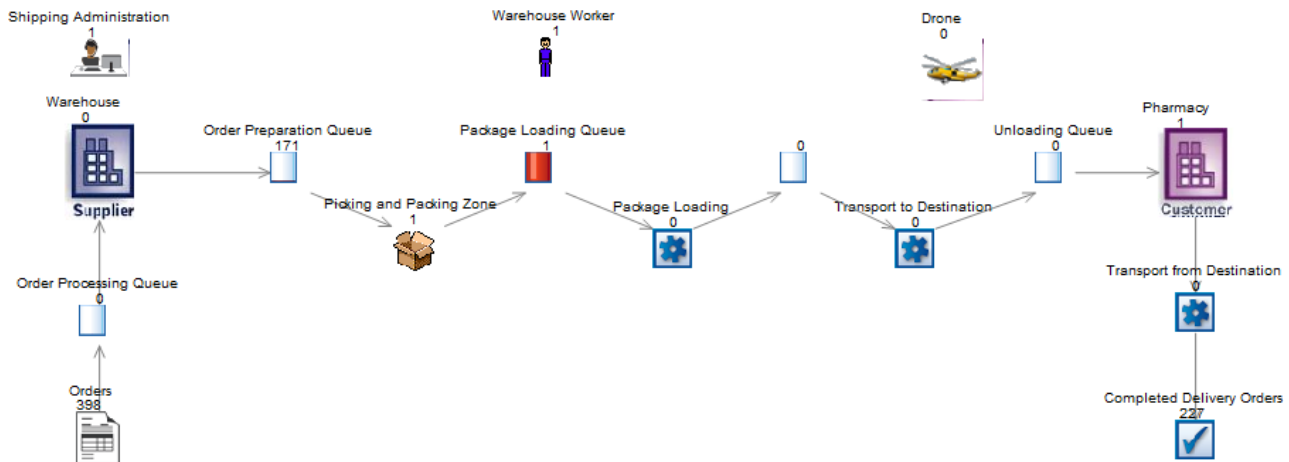 Shipping Administration
1
Warehouse Worker
1
Drone
0
Warehouse
0
Supplier
Order Preparation Queue
171
Package Loading Queue
1
0
Unloading Queue
0
Pharmacy
1
Customer
Picking and Packing Zone
1
Package Loading
0
Transport to Destination
0
Order Processing Queue
0
Transport from Destination
0
Orders
398
Completed Delivery Orders
227